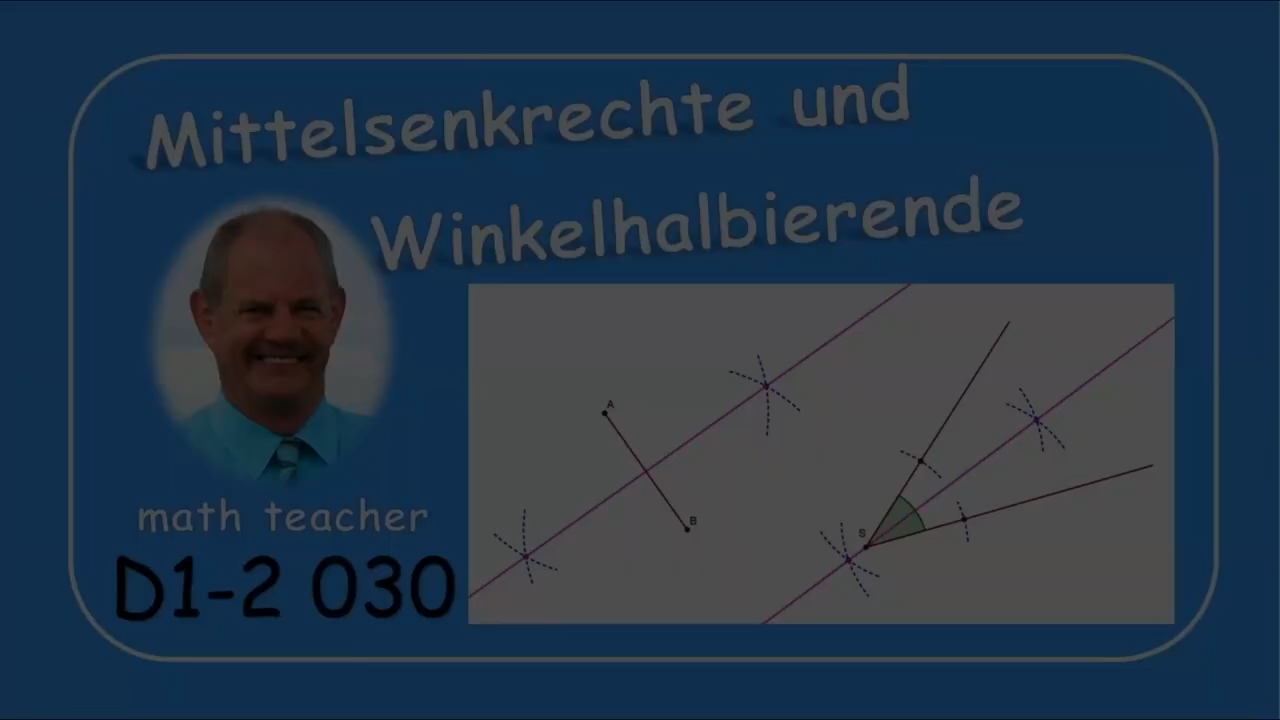 Mittelsenkrechte und
Winkelhalbierende
A
B
S
math teacher
D1-2 030